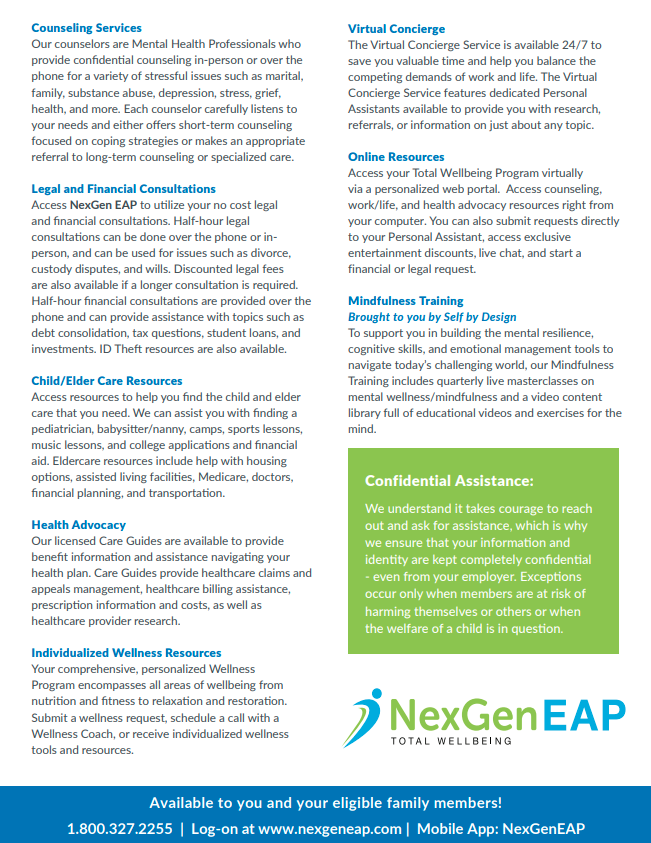 Counseling Services
Our counselors are Mental Health Professionals who
provide confidential counseling in-person or over the
phone for a variety of stressful issues such as marital,
family, substance abuse, depression, stress, grief,
health, and more. Each counselor carefully listens to
your needs and either offers short-term counseling
focused on coping strategies or makes an appropriate
referral to long-term counseling or specialized care.
Legal and Financial Consultations
Access NexGen EAP to utilize your no cost legal
and financial consultations. Half-hour legal
consultations can be done over the phone or in-
person, and can be used for issues such as divorce,
custody disputes, and wills. Discounted legal fees
are also available if a longer consultation is required.
Half-hour financial consultations are provided over the
phone and can provide assistance with topics such as
debt consolidation, tax questions, student loans, and
investments. ID Theft resources are also available.
Child/Elder Care Resources
Access resources to help you find the child and elder
care that you need. We can assist you with finding a
pediatrician, babysitter/nanny, camps, sports lessons,
music lessons, and college applications and financial
aid. Eldercare resources include help with housing
options, assisted living facilities, Medicare, doctors,
financial planning, and transportation.
Health Advocacy
Our licensed Care Guides are available to provide
benefit information and assistance navigating your
health plan. Care Guides provide healthcare claims and
appeals management, healthcare billing assistance,
prescription information and costs, as well as
healthcare provider research.
Individualized Wellness Resources
Your comprehensive, personalized Wellness
Program encompasses all areas of wellbeing from
nutrition and fitness to relaxation and restoration.
Submit a wellness request, schedule a call with a
Wellness Coach, or receive individualized wellness
tools and resources.
Virtual Concierge
The Virtual Concierge Service is available 24/7 to
save you valuable time and help you balance the
competing demands of work and life. The Virtual
Concierge Service features dedicated Personal
Assistants available to provide you with research,
referrals, or information on just about any topic.
Online Resources
Access your Total Wellbeing Program virtually
via a personalized web portal. Access counseling,
work/life, and health advocacy resources right from
your computer. You can also submit requests directly
to your Personal Assistant, access exclusive
entertainment discounts, live chat, and start a
financial or legal request.
Mindfulness Training
Brought to you by Self by Design
To support you in building the mental resilience,
cognitive skills, and emotional management tools to
navigate today's challenging world, our Mindfulness
Training includes quarterly live masterclasses on
mental wellness/mindfulness and a video content
library full of educational videos and exercises for the
mind.
Confidential Assistance:
We understand it takes courage to reach
out and ask for assistance, which is why
we ensure that your information and
identity are kept completely confidential
- even from your employer. Exceptions
occur only when members are at risk of
harming themselves or others or when
the welfare of a child is in question.
NexGen EAP
TOTAL WELLBEING
Available to you and your eligible family members!
1.800.327.2255 | Log-on at www.nexgeneap.com | Mobile App: NexGenEAP